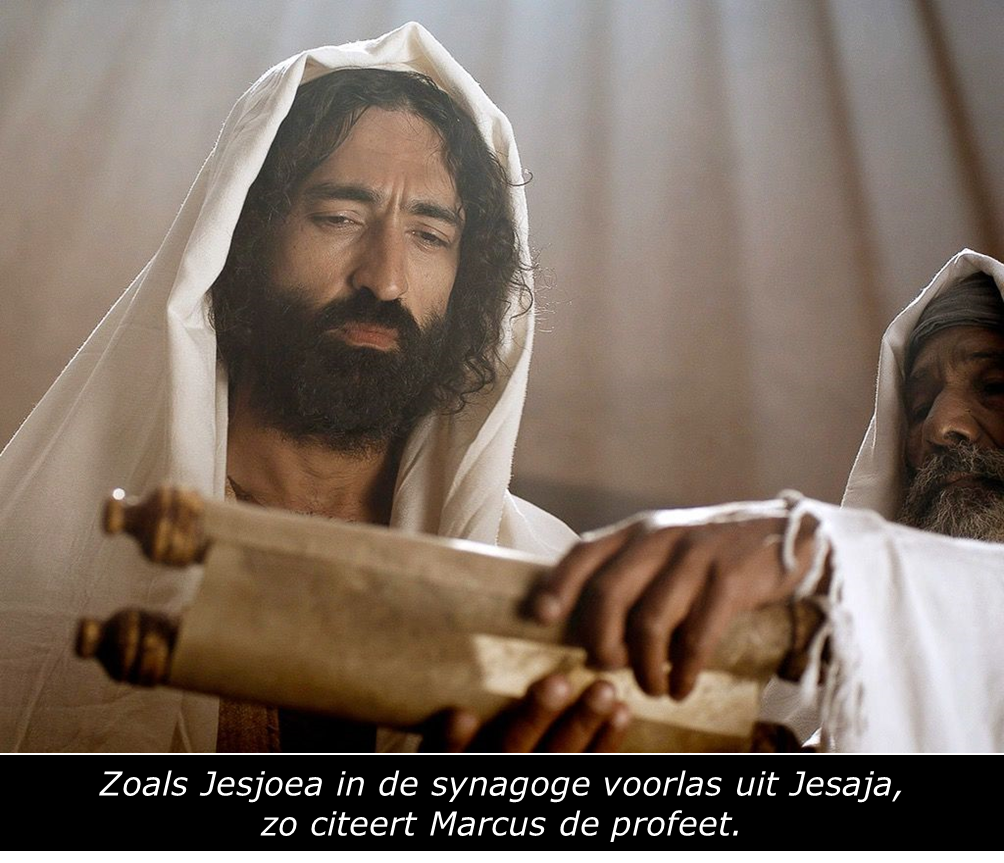 Zoals Jesjoea in de synagoge voorlas uit Jesaja,
zo citeert Marcus de profeet.